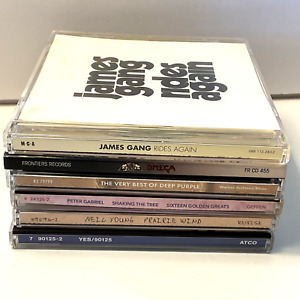 james
gang
rides
again
MCA JAMES GANG RIDES AGAIN
FRONTIERS RECORDS OMEGA FR CD 455
THE VERY BEST OF DEEP PURPLE
PETER GABRIEL SHAKING THE TREE SIXTEEN GOLDEN GREATS GEFFEN
NEIL YOUNG PRAIRIE WIND REPRISE
7 90125-2 YES/90125 ATCO